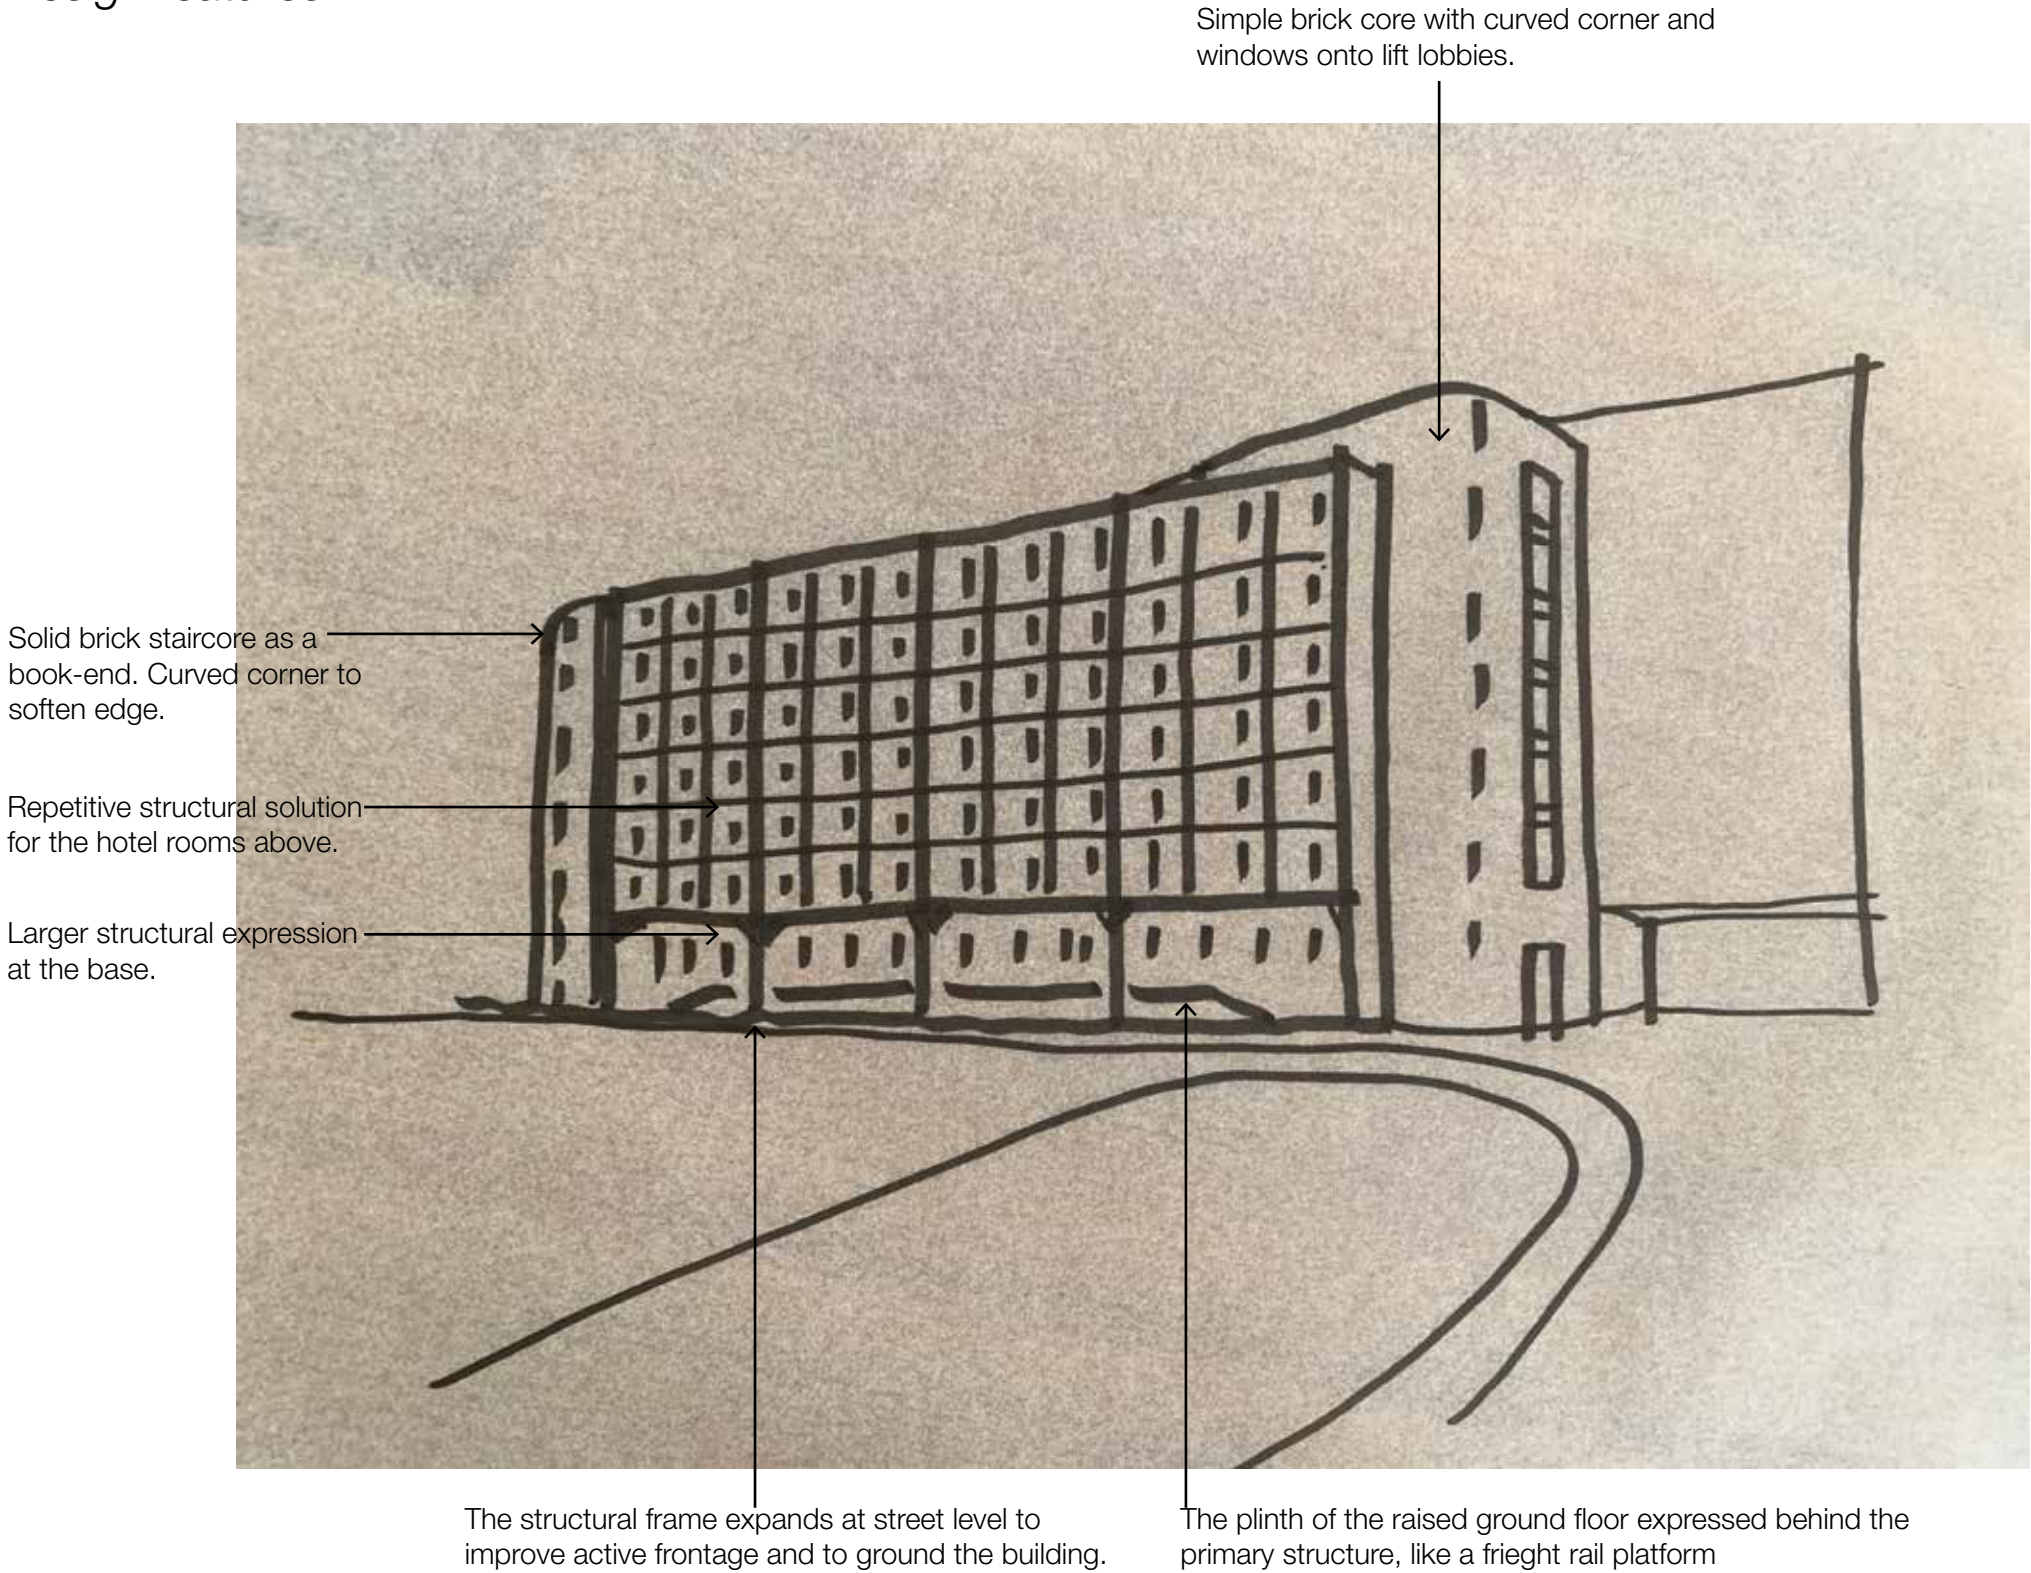 Simple brick core with curved corner and
windows onto lift lobbies.
Solid brick staircore as a
book-end. Curved corner to
soften edge.
Repetitive structural solution
for the hotel rooms above.
Larger structural expression
at the base.
The structural frame expands at street level to
improve active frontage and to ground the building.
The plinth of the raised ground floor expressed behind the
primary structure, like a frieght rail platform